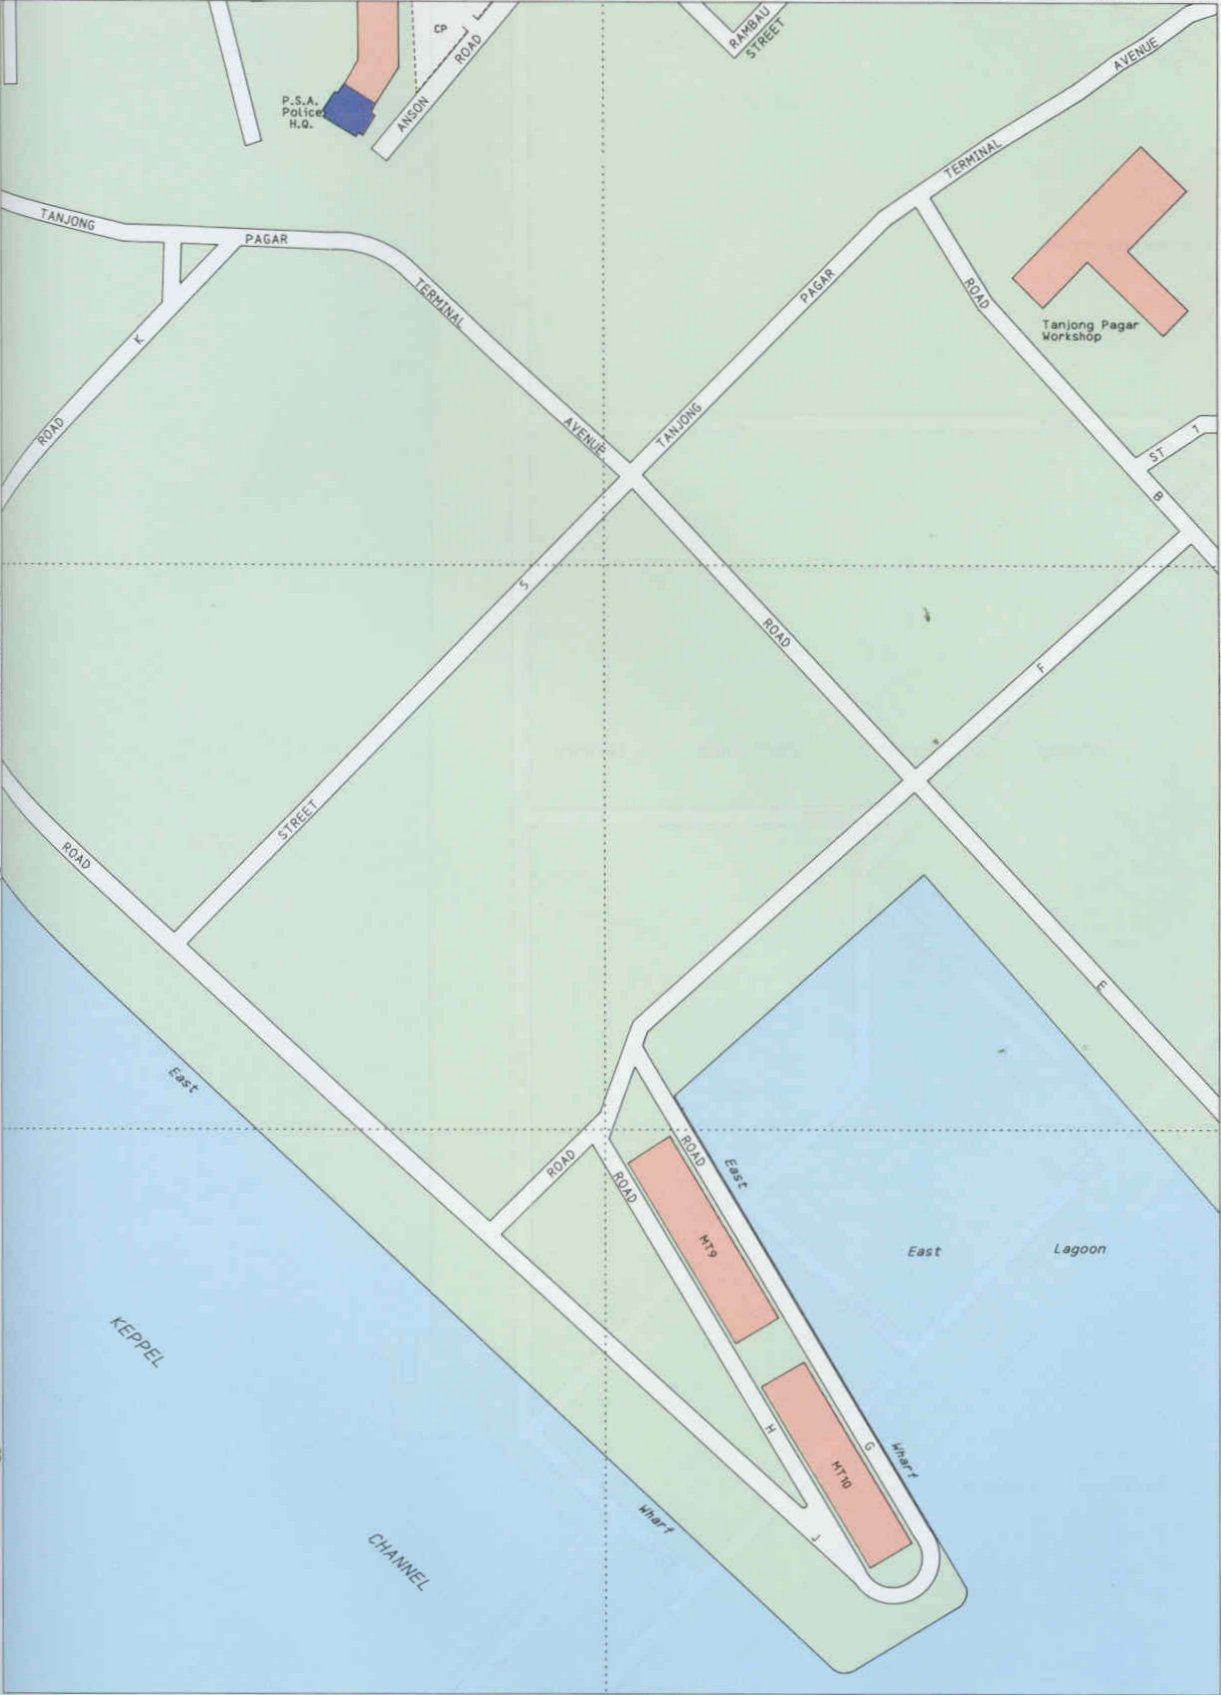 CP
ANSON ROAD
RAMBAU
STREET
P.S.A.
Police
H.Q.
TANJONG PAGAR TERMINAL AVENUE
TANJONG PAGAR TERMINAL AVENUE
ROAD K
ROAD B
Tanjong Pagar
Workshop
ST 7
STREET S
ROAD E
ROAD F
ROAD J
ROAD
ROAD G
ROAD H
East Wharf
East Wharf
MT9
MT10
East Lagoon
KEPPEL
CHANNEL